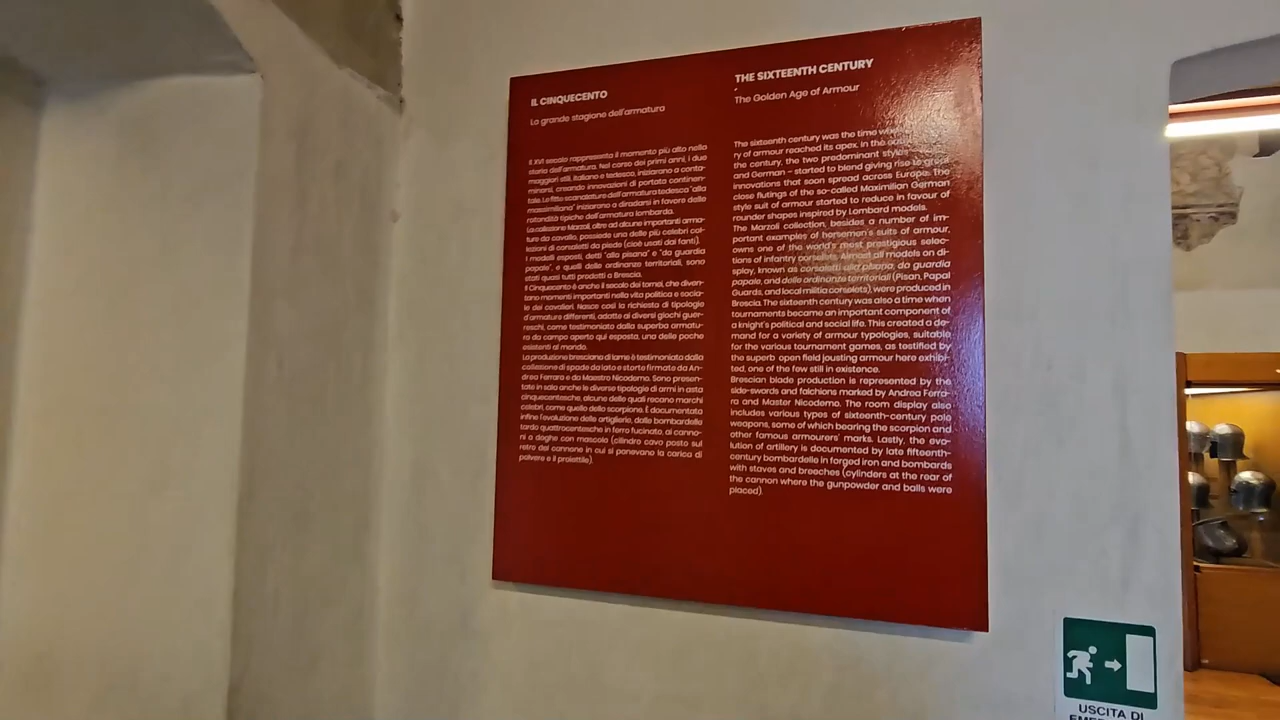 IL CINQUECENTO
La grande stagione dell'armatura
Il XVI secolo rappresenta il momento più alto nella
storia dell'armatura. Nel corso dei primi anni, i due
maggiori stili, italiano e tedesco, iniziarono a conta-
minarsi, creando innovazioni di portata continen-
tale. Le fitte scanalature dell'armatura tedesca "alla
massimiliana" iniziarono a diradarsi in favore delle
rotondità tipiche dell'armatura lombarda.
La collezione Marzoli, oltre ad alcune importanti arma-
ture da cavallo, possiede una delle più celebri col-
lezioni di corsaletti da piede (cioè usati dai fanti).
I modelli esposti, detti "alla pisana" e "da guardia
papale", e quelli delle ordinanze territoriali, sono
stati quasi tutti prodotti a Brescia.
Il Cinquecento è anche il secolo dei tornei, che diven-
tano momenti importanti nella vita politica e socia-
le dei cavalieri. Nasce così la richiesta di tipologie
d'armature differenti, adatte ai diversi giochi guer-
reschi, come testimoniato dalla superba armatu-
ra da campo aperto qui esposta, una delle poche
esistenti al mondo.
La produzione bresciana di lame è testimoniata dalla
collezione di spade da lato e storte firmate da An-
drea Ferrara e da Maestro Nicodemo. Sono presen-
tate in sala anche le diverse tipologie di armi in asta
cinquecentesche, alcune delle quali recano marchi
celebri, come quello dello scorpione. È documentata
infine l'evoluzione delle artiglierie, dalle bombardelle
tardo quattrocentesche in ferro fucinato, ai canno-
ni a doghe con mascolo (cilindro cavo posto sul
retro del cannone in cui si ponevano la carica di
polvere e il proiettile).
THE SIXTEENTH CENTURY
The Golden Age of Armour
The sixteenth century was the time
ry of armour reached its apex. In the
the century, the two predominant styles
and German – started to blend giving rise to great
innovations that soon spread across Europe. The
close flutings of the so-called Maximilian German
style suit of armour started to reduce in favour of
rounder shapes inspired by Lombard models.
The Marzoli collection, besides a number of im-
portant examples of horsemen's suits of armour,
owns one of the world's most prestigious selec-
tions of infantry corselets. Almost all models on di-
splay, known as corsaletti alla pisana, da guardia
papale, and delle ordinanze territoriali (Pisan, Papal
Guards, and local militia corselets), were produced in
Brescia. The sixteenth century was also a time when
tournaments became an important component of
a knight's political and social life. This created a de-
mand for a variety of armour typologies, suitable
for the various tournament games, as testified by
the superb open field jousting armour here exhibi-
ted, one of the few still in existence.
Brescian blade production is represented by the
side-swords and falchions marked by Andrea Ferra-
ra and Master Nicodemo. The room display also
includes various types of sixteenth-century pole
weapons, some of which bearing the scorpion and
other famous armourers' marks. Lastly, the evo-
lution of artillery is documented by late fifteenth-
century bombardelle in forged iron and bombards
with staves and breeches (cylinders at the rear of
the cannon where the gunpowder and balls were
placed).
USCITA DI